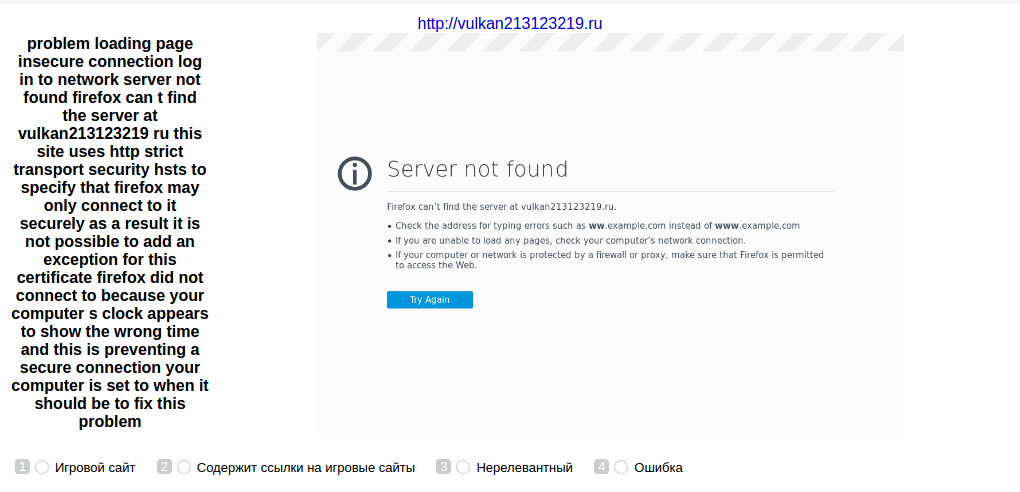 http://vulkan213123219.ru
problem loading page
insecure connection log
in to network server not
found firefox can t find
the server at
vulkan213123219 ru this
site uses http strict
transport security hsts to
specify that firefox may
only connect to it
securely as a result it is
not possible to add an
exception for this
certificate firefox did not
connect to because your
computer s clock appears
to show the wrong time
and this is preventing a
secure connection your
computer is set to when it
should be to fix this
problem
Server not found
Firefox can't find the server at vulkan213123219.ru.
• Check the address for typing errors such as ww.example.com instead of www.example.com
• If you are unable to load any pages, check your computer's network connection.
• If your computer or network is protected by a firewall or proxy, make sure that Firefox is permitted
to access the Web.
Try Again
1 Игровой сайт 2 Содержит ссылки на игровые сайты 3 Нерелевантный 4 Ошибка